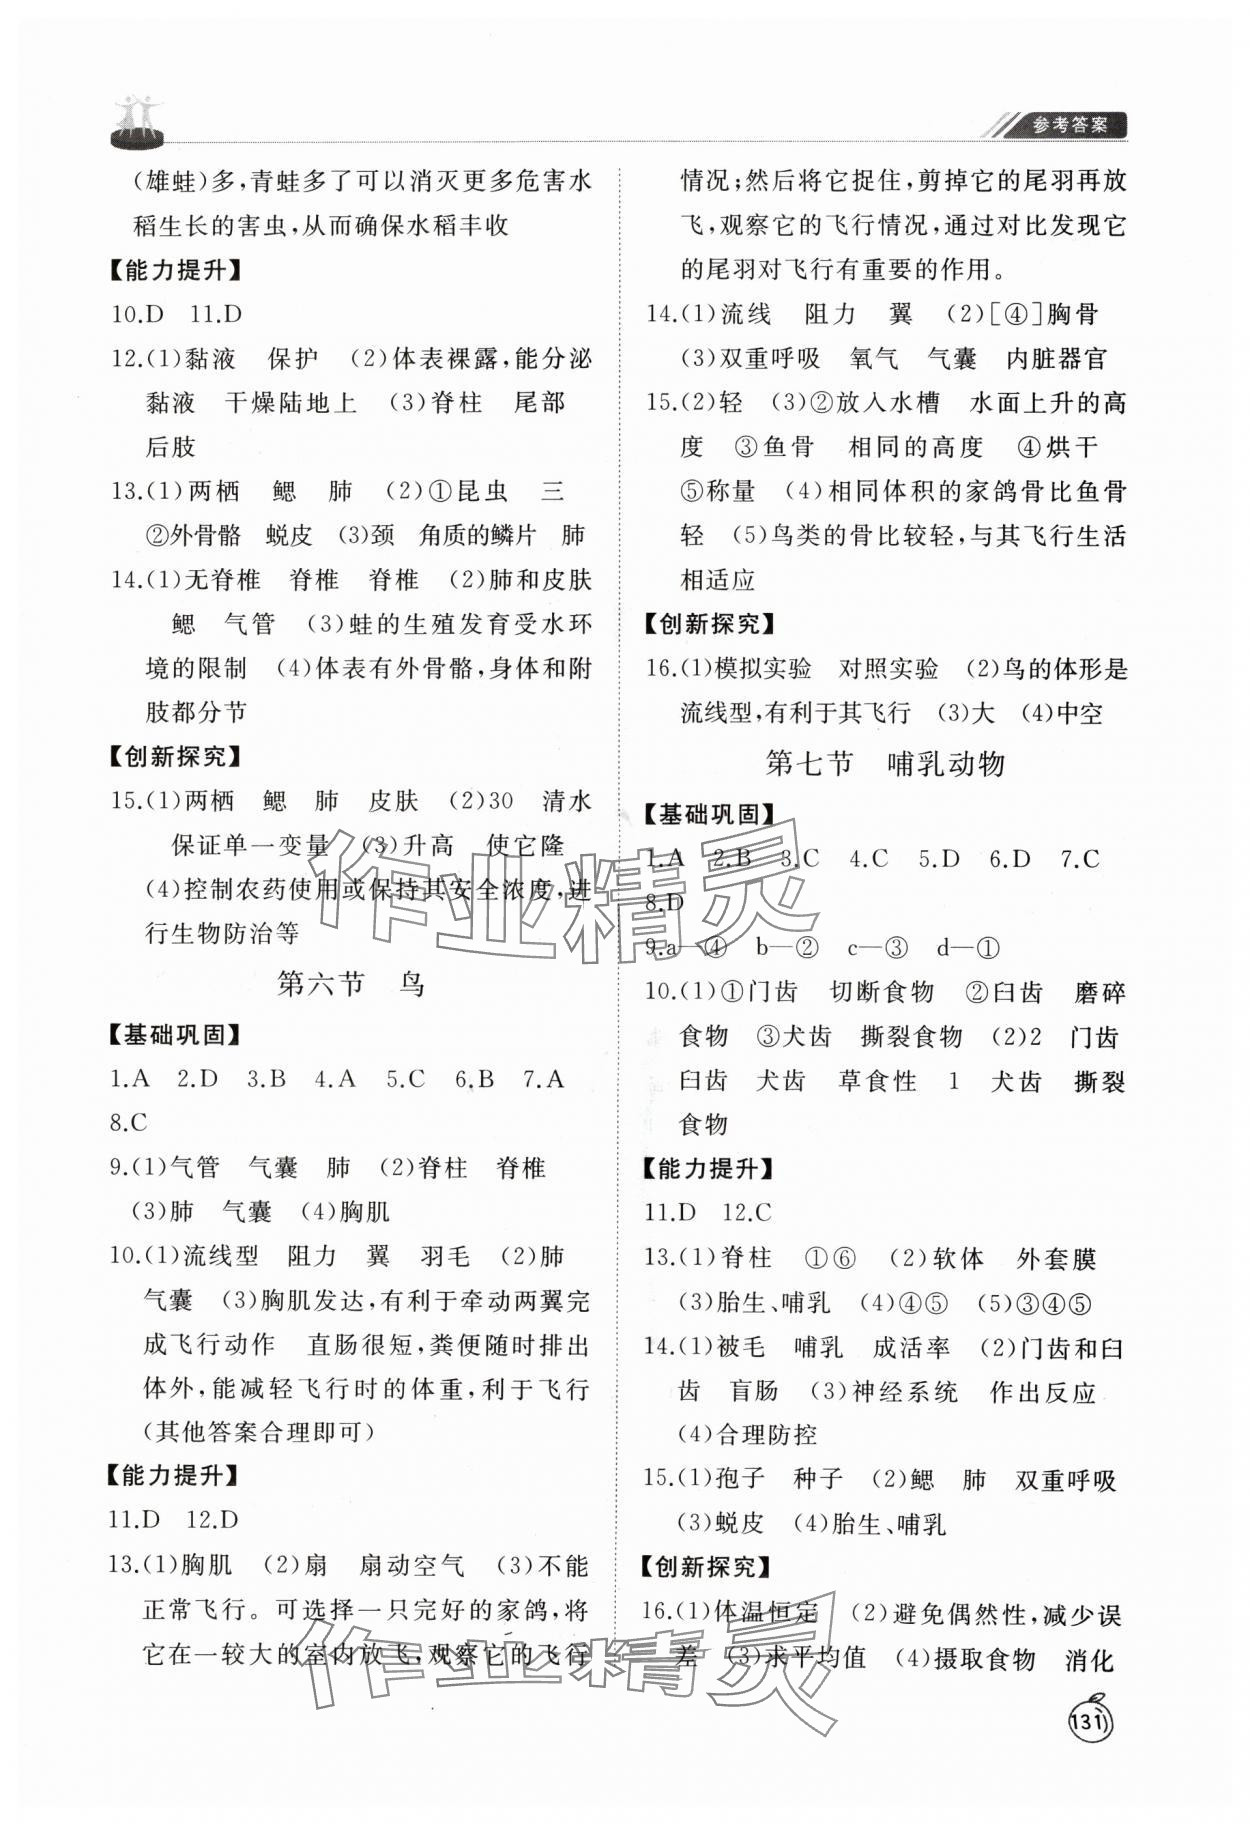 参考答案
(雄蛙)多,青蛙多了可以消灭更多危害水
稻生长的害虫,从而确保水稻丰收
【能力提升】
10.D 11.D
12.(1)黏液 保护 (2)体表裸露,能分泌
黏液 干燥陆地上 (3)脊柱 尾部
后肢
13.(1)两栖 鳃 肺 (2)①昆虫 三
②外骨骼 蜕皮 (3)颈 角质的鳞片 肺
14.(1)无脊椎 脊椎 脊椎 (2)肺和皮肤
鳃 气管 (3)蛙的生殖发育受水环
境的限制 (4)体表有外骨骼,身体和附
肢都分节
【创新探究】
15.(1)两栖 鳃 肺 皮肤 (2)30 清水
保证单一变量 (3)升高 使它隆
(4)控制农药使用或保持其安全浓度,进
行生物防治等
第六节 鸟
【基础巩固】
1.A 2.D 3.B 4.A 5.C 6.B 7.A
8.C
9.(1)气管 气囊 肺 (2)脊柱 脊椎
(3)肺 气囊 (4)胸肌
10.(1)流线型 阻力 翼 羽毛 (2)肺
气囊 (3)胸肌发达,有利于牵动两翼完
成飞行动作 直肠很短,粪便随时排出
体外,能减轻飞行时的体重,利于飞行
(其他答案合理即可)
【能力提升】
11.D 12.D
13.(1)胸肌 (2)扇 扇动空气 (3)不能
正常飞行。可选择一只完好的家鸽,将
它在一较大的室内放飞,观察它的飞行
情况;然后将它捉住,剪掉它的尾羽再放
飞,观察它的飞行情况,通过对比发现它
的尾羽对飞行有重要的作用。
14.(1)流线 阻力 翼 (2)[④]胸骨
(3)双重呼吸 氧气 气囊 内脏器官
15.(2)轻 (3)②放入水槽 水面上升的高
度 ③鱼骨 相同的高度 ④烘干
⑤称量 (4)相同体积的家鸽骨比鱼骨
轻 (5)鸟类的骨比较轻,与其飞行生活
相适应
【创新探究】
16.(1)模拟实验 对照实验 (2)鸟的体形是
流线型,有利于其飞行 (3)大 (4)中空
第七节 哺乳动物
【基础巩固】
1.A 2.B 3.C 4.C 5.D 6.D 7.C
8.D
9.a—④ b—② c—③ d—①
10.(1)①门齿 切断食物 ②臼齿 磨碎
食物 ③犬齿 撕裂食物 (2)2 门齿
臼齿 犬齿 草食性 1 犬齿 撕裂
食物
【能力提升】
11.D 12.C
13.(1)脊柱 ①⑥ (2)软体 外套膜
(3)胎生、哺乳 (4)④⑤ (5)③④⑤
14.(1)被毛 哺乳 成活率 (2)门齿和臼
齿 盲肠 (3)神经系统 作出反应
(4)合理防控
15.(1)孢子 种子 (2)鳃 肺 双重呼吸
(3)蜕皮 (4)胎生、哺乳
【创新探究】
16.(1)体温恒定 (2)避免偶然性,减少误
差 (3)求平均值 (4)摄取食物 消化
131
作业精灵
作业精灵